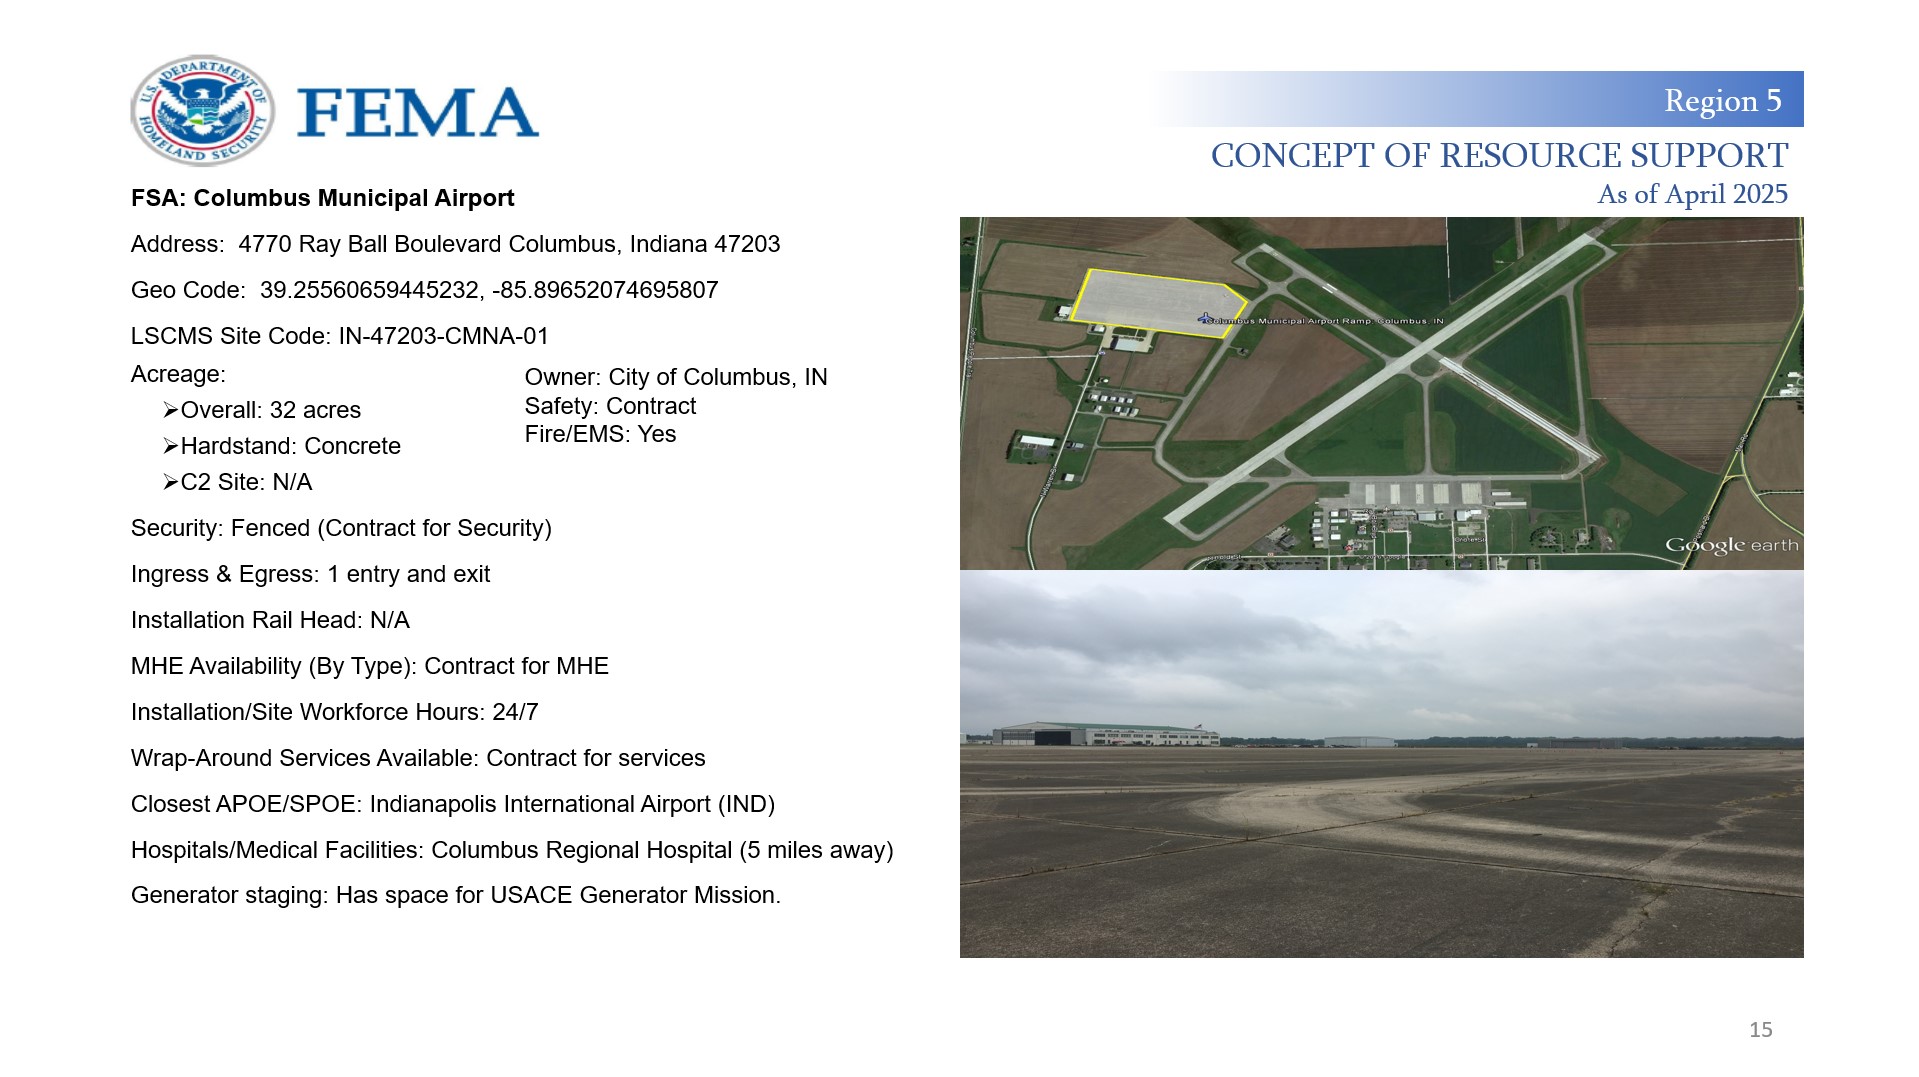 U.S. DEPARTMENT OF
HOMELAND SECURITY
FEMA
Region 5
CONCEPT OF RESOURCE SUPPORT
As of April 2025
FSA: Columbus Municipal Airport
Address:  4770 Ray Ball Boulevard Columbus, Indiana 47203
Geo Code:  39.25560659445232, -85.89652074695807
LSCMS Site Code: IN-47203-CMNA-01
Acreage:
➢Overall: 32 acres
➢Hardstand: Concrete
➢C2 Site: N/A
Owner: City of Columbus, IN
Safety: Contract
Fire/EMS: Yes
Security: Fenced (Contract for Security)
Ingress & Egress: 1 entry and exit
Installation Rail Head: N/A
MHE Availability (By Type): Contract for MHE
Installation/Site Workforce Hours: 24/7
Wrap-Around Services Available: Contract for services
Closest APOE/SPOE: Indianapolis International Airport (IND)
Hospitals/Medical Facilities: Columbus Regional Hospital (5 miles away)
Generator staging: Has space for USACE Generator Mission.
Columbus Municipal Airport Ramp, Columbus, IN
Google earth
15